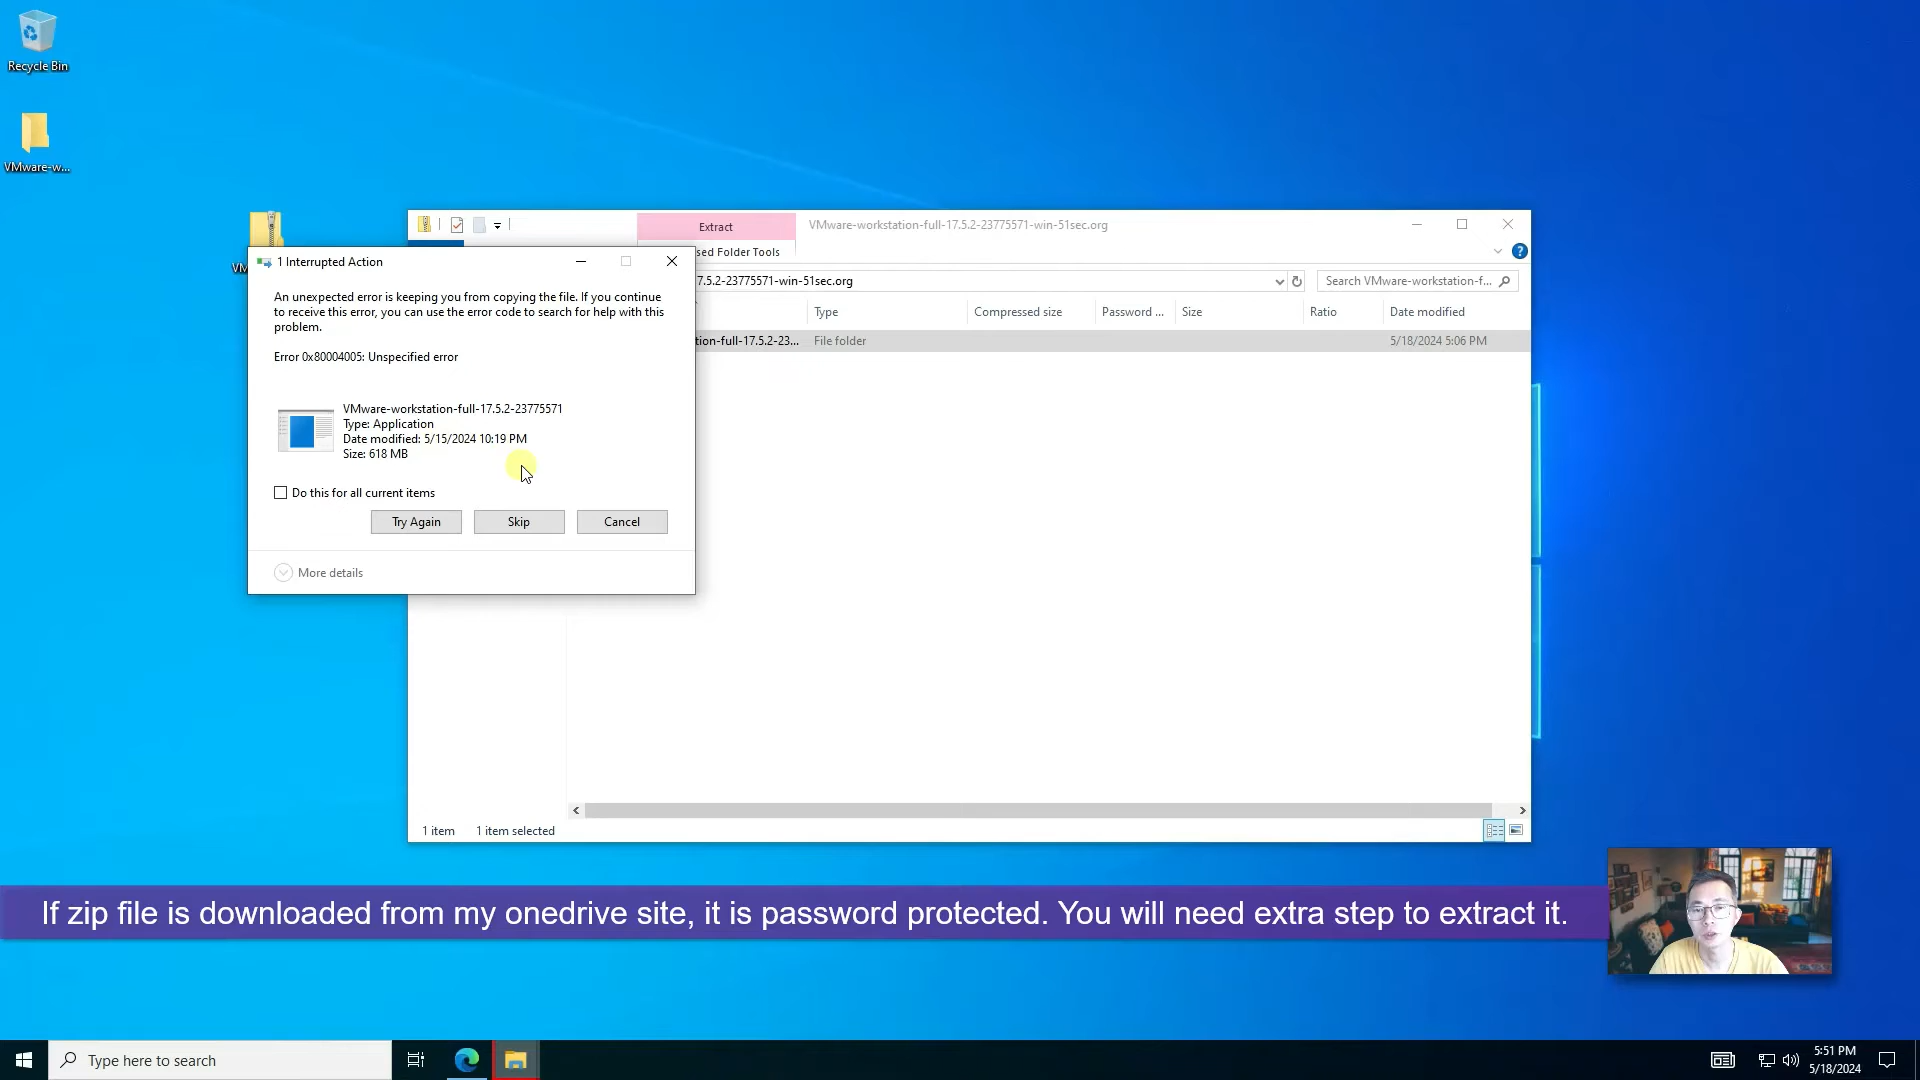 Recycle Bin
VMware-w...
VM
Extract
VMware-workstation-full-17.5.2-23775571-win-51sec.org
sed Folder Tools
7.5.2-23775571-win-51sec.org
Search VMware-workstation-f...
Type
Compressed size
Password ...
Size
Ratio
Date modified
tion-full-17.5.2-23...
File folder
5/18/2024 5:06 PM
1 Interrupted Action
An unexpected error is keeping you from copying the file. If you continue
to receive this error, you can use the error code to search for help with this
problem.
Error 0x80004005: Unspecified error
VMware-workstation-full-17.5.2-23775571
Type: Application
Date modified: 5/15/2024 10:19 PM
Size: 618 MB
Do this for all current items
Try Again
Skip
Cancel
More details
1 item
1 item selected
If zip file is downloaded from my onedrive site, it is password protected. You will need extra step to extract it.
Type here to search
5:51 PM
5/18/2024